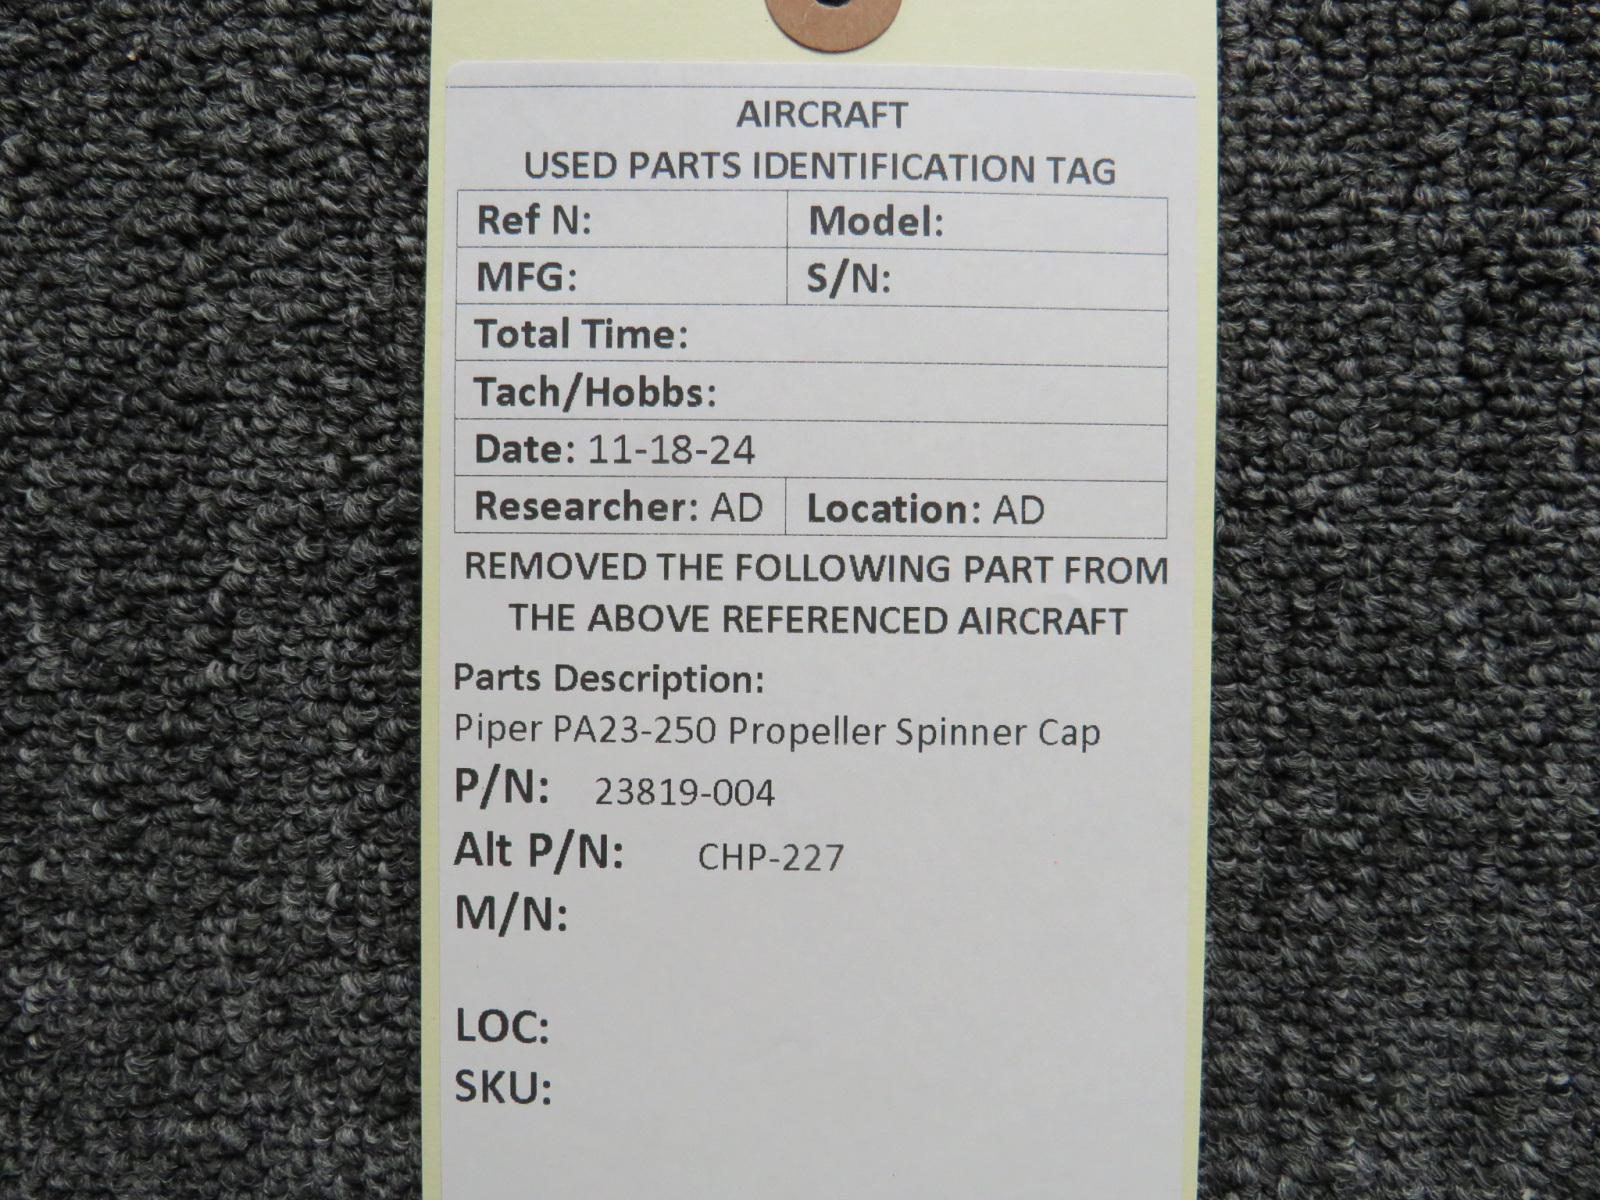 AIRCRAFT
USED PARTS IDENTIFICATION TAG
Ref N: Model:
MFG: S/N:
Total Time:
Tach/Hobbs:
Date: 11-18-24
Researcher: AD Location: AD
REMOVED THE FOLLOWING PART FROM
THE ABOVE REFERENCED AIRCRAFT
Parts Description:
Piper PA23-250 Propeller Spinner Cap
P/N: 23819-004
Alt P/N: CHP-227
M/N:
LOC:
SKU: